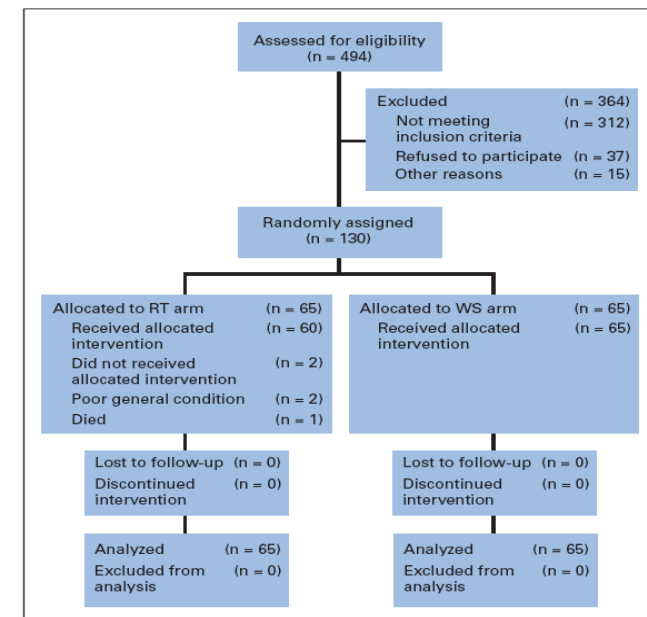 Assessed for eligibility
(n = 494)
Excluded (n = 364)
Not meeting
inclusion criteria (n = 312)
Refused to participate (n = 37)
Other reasons (n = 15)
Randomly assigned
(n = 130)
Allocated to RT arm (n = 65)
Received allocated (n = 60)
intervention
Did not received (n = 2)
allocated intervention
Poor general condition (n = 2)
Died (n = 1)
Allocated to WS arm (n = 65)
Received allocated (n = 65)
intervention
Lost to follow-up (n = 0)
Discontinued (n = 0)
intervention
Lost to follow-up (n = 0)
Discontinued (n = 0)
intervention
Analyzed (n = 65)
Excluded from (n = 0)
analysis
Analyzed (n = 65)
Excluded from (n = 0)
analysis